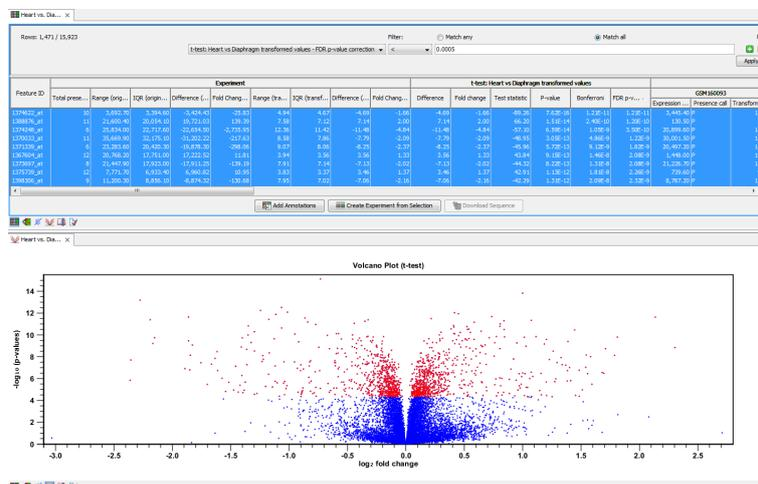 Heart vs. Dia... ×
Rows: 1,471 / 15,923
Filter: Match any Match all
t-test: Heart vs Diaphragm transformed values - FDR p-value correction < 0.0005
Apply
Experiment t-test: Heart vs Diaphragm transformed values
Feature ID Total prese... Range (orig... IQR (origin... Difference (... Fold Chang... Range (tra... IQR (transf... Difference (... Fold Chang... Difference Fold change Test statistic P-value Bonferroni FDR p-v... GSM160093
Expression ... Presence call Transform
1374622_at 10 3,692.70 3,394.60 -3,424.43 -25.83 4.94 4.67 -4.69 -1.66 -4.69 -1.66 -89.26 7.62E-16 1.21E-11 1.21E-11 3,445.40 P
1388876_at 11 21,600.40 20,054.10 19,721.03 139.39 7.58 7.12 7.14 2.00 7.14 2.00 66.20 1.51E-14 2.40E-10 1.20E-10 130.50 P
1374248_at 6 25,834.00 22,717.60 -22,654.50 -2,735.95 12.36 11.42 -11.48 -4.84 -11.48 -4.84 -57.10 6.59E-14 1.05E-9 3.50E-10 20,899.60 P
1370033_at 11 35,669.90 32,175.10 -31,202.22 -217.63 8.58 7.86 -7.79 -2.09 -7.79 -2.09 -46.95 3.05E-13 4.86E-9 1.22E-9 30,001.50 P
1371339_at 6 23,283.60 20,420.30 -19,878.30 -298.06 9.07 8.06 -8.25 -2.37 -8.25 -2.37 -45.96 5.72E-13 9.12E-9 1.82E-9 20,497.20 P
1367604_at 12 20,768.20 17,751.00 17,222.52 11.81 3.94 3.56 3.56 1.33 3.56 1.33 43.84 9.15E-13 1.46E-8 2.08E-9 1,448.00 P
1373697_at 8 21,447.90 17,923.00 -17,911.25 -139.19 7.91 7.14 -7.13 -2.02 -7.13 -2.02 -44.32 8.22E-13 1.31E-8 2.08E-9 21,226.70 P
1375739_at 12 7,771.70 6,933.40 6,960.82 10.95 3.83 3.37 3.46 1.37 3.46 1.37 42.91 1.13E-12 1.81E-8 2.26E-9 739.60 P
1398306_at 9 11,200.30 8,836.10 -8,874.32 -130.68 7.95 7.02 -7.06 -2.16 -7.06 -2.16 -42.29 1.31E-12 2.09E-8 2.32E-9 8,787.20 P
Add Annotations Create Experiment from Selection Download Sequence
Heart vs. Dia... ×
Volcano Plot (t-test)
14
12
10
8
6
4
2
0
-log10 (p-values)
-3.0 -2.5 -2.0 -1.5 -1.0 -0.5 0.0 0.5 1.0 1.5 2.0 2.5
log2 fold change